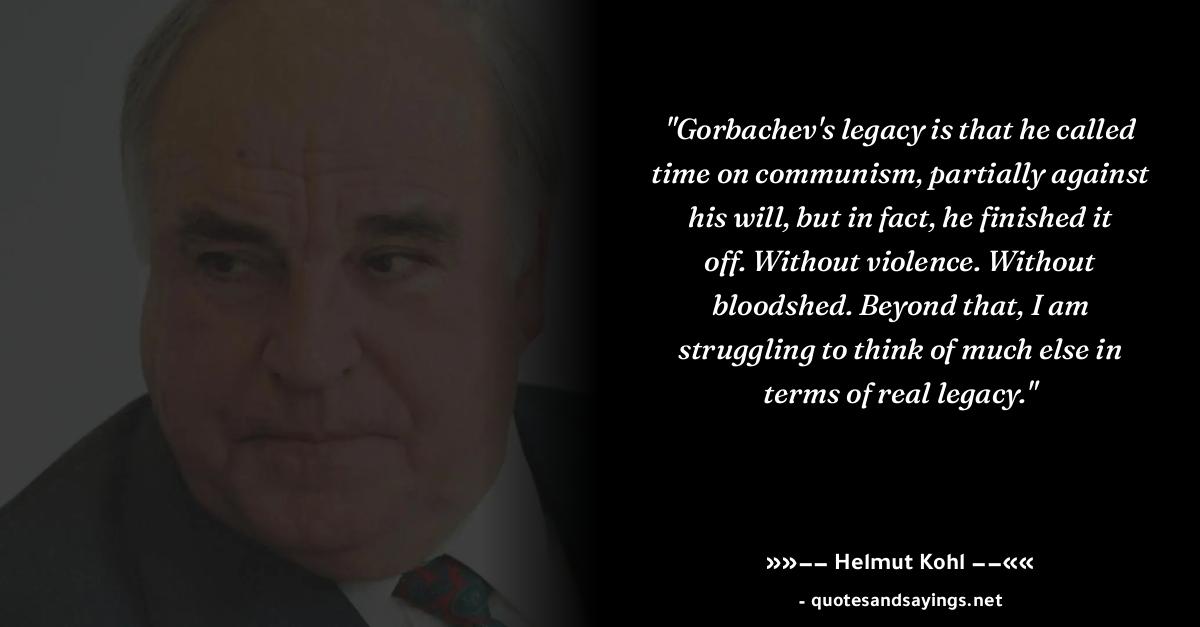 "Gorbachev's legacy is that he called
time on communism, partially against
his will, but in fact, he finished it
off. Without violence. Without
bloodshed. Beyond that, I am
struggling to think of much else in
terms of real legacy."
»»–– Helmut Kohl ––««
- quotesandsayings.net